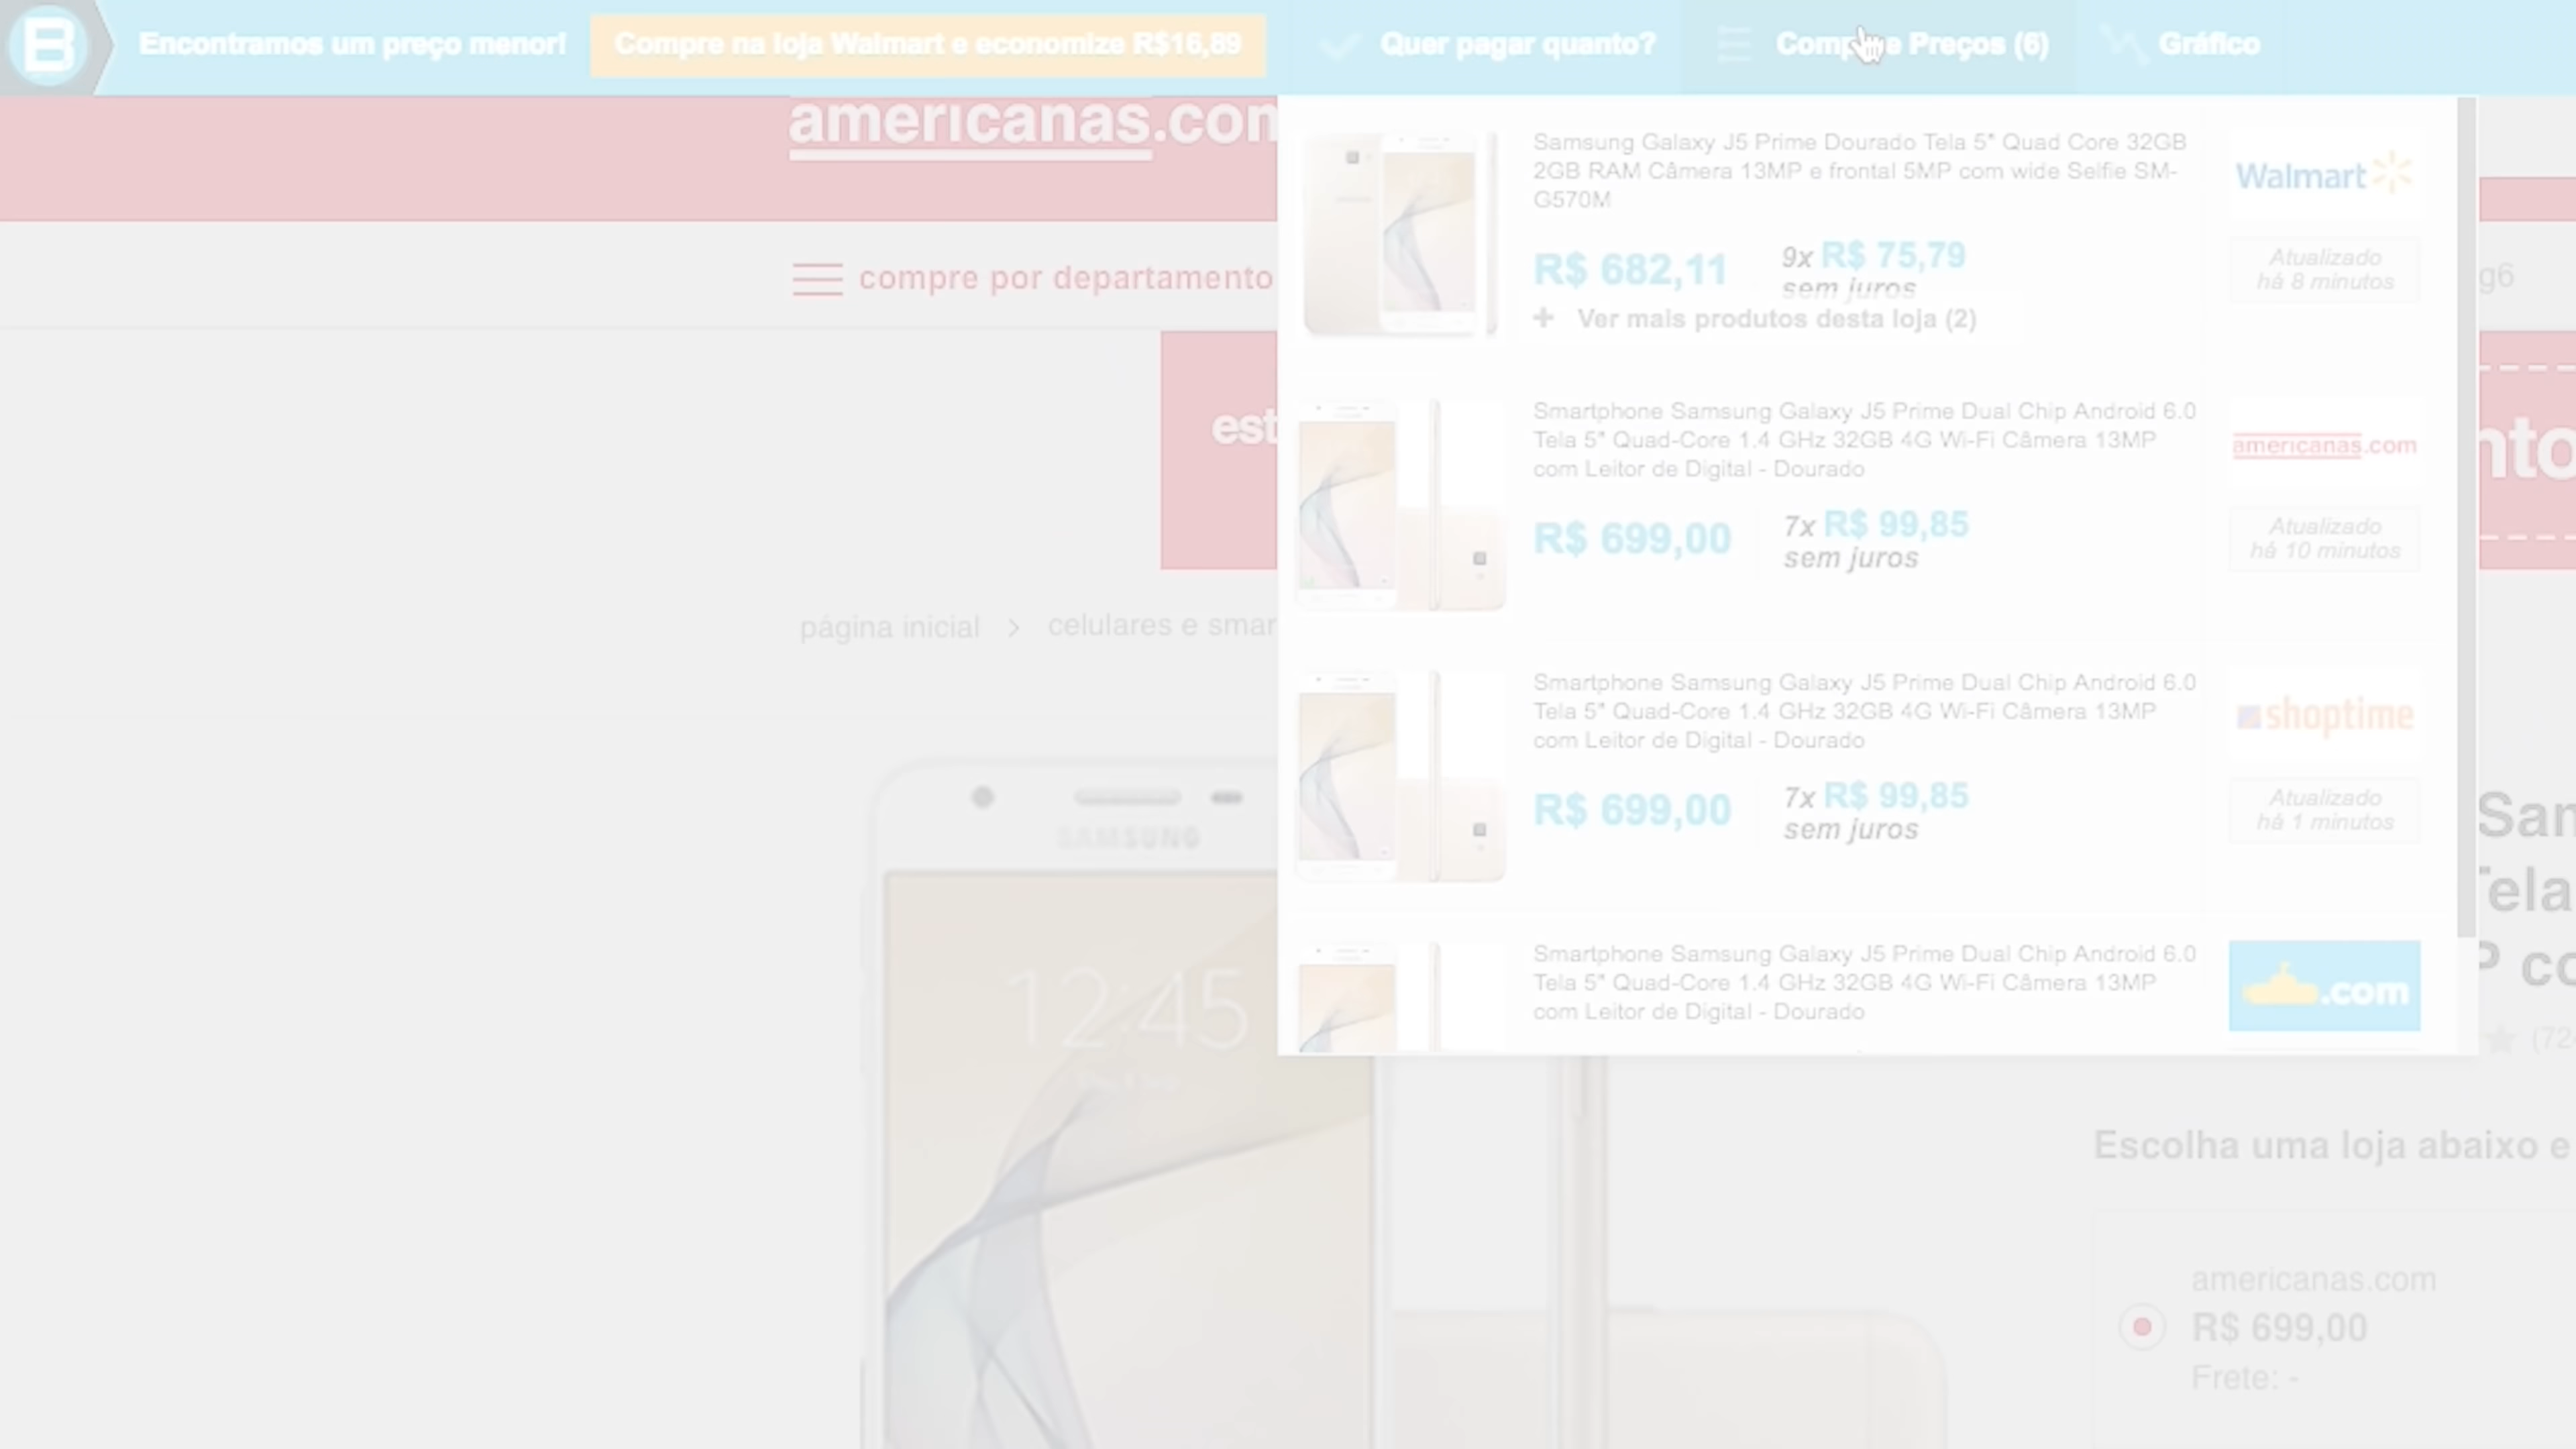 B
Encontramos um preço menor!
Compre na loja Walmart e economize R$16,89
Quer pagar quanto?
Preços (6)
Gráfico
americanas.com
compre por departamento
est
página inicial > celulares e smar
SAMSUNG
12:45
Samsung Galaxy J5 Prime Dourado Tela 5" Quad Core 32GB
2GB RAM Câmera 13MP e frontal 5MP com wide Selfie SM-
G570M
R$ 682,11
9x R$ 75,79
sem juros
+ Ver mais produtos desta loja (2)
Walmart
Atualizado
há 8 minutos
Smartphone Samsung Galaxy J5 Prime Dual Chip Android 6.0
Tela 5" Quad-Core 1.4 GHz 32GB 4G Wi-Fi Câmera 13MP
com Leitor de Digital - Dourado
R$ 699,00
7x R$ 99,85
sem juros
americanas.com
Atualizado
há 10 minutos
Smartphone Samsung Galaxy J5 Prime Dual Chip Android 6.0
Tela 5" Quad-Core 1.4 GHz 32GB 4G Wi-Fi Câmera 13MP
com Leitor de Digital - Dourado
R$ 699,00
7x R$ 99,85
sem juros
shoptime
Atualizado
há 1 minutos
Smartphone Samsung Galaxy J5 Prime Dual Chip Android 6.0
Tela 5" Quad-Core 1.4 GHz 32GB 4G Wi-Fi Câmera 13MP
com Leitor de Digital - Dourado
.com
g6
nto
Sam
Tela
P co
(724
Escolha uma loja abaixo e
americanas.com
R$ 699,00
Frete: -